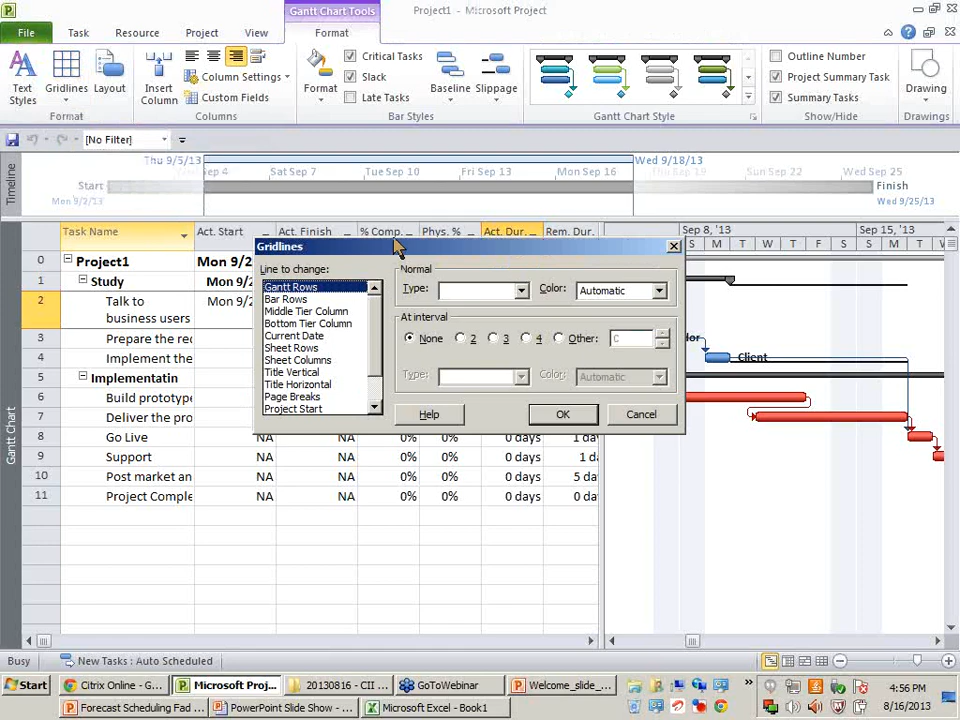 Gantt Chart Tools
Project1 - Microsoft Project
File
Task
Resource
Project
View
Format
Text Styles
Gridlines
Layout
Format
Insert Column
Column Settings
Custom Fields
Columns
Format
Critical Tasks
Slack
Late Tasks
Baseline
Slippage
Bar Styles
Gantt Chart Style
Outline Number
Project Summary Task
Summary Tasks
Show/Hide
Drawing
Drawings
[No Filter]
Timeline
Thu 9/5/13
Wed 9/18/13
Sep 4
Sat Sep 7
Tue Sep 10
Fri Sep 13
Mon Sep 16
Thu Sep 19
Sun Sep 22
Wed Sep 25
Start
Mon 9/2/13
Finish
Wed 9/25/13
Task Name
Act. Start
Act. Finish
% Comp.
Phys. %
Act. Dur.
Rem. Dur.
Sep 8, '13
Sep 15, '13
S M T W T F S S M T
0 Project1 Mon 9/2
1 Study Mon 9/2
2 Talk to business users Mon 9/
3 Prepare the rec
4 Implement the
5 Implementatin
6 Build prototype
7 Deliver the pro
8 Go Live NA NA 0% 0% 0 days 1 d
9 Support NA NA 0% 0% 0 days 1 d
10 Post market an NA NA 0% 0% 0 days 5 d
11 Project Comple NA NA 0% 0% 0 days 0 d
Client
Gantt Chart
Gridlines
Line to change:
Gantt Rows
Bar Rows
Middle Tier Column
Bottom Tier Column
Current Date
Sheet Rows
Sheet Columns
Title Vertical
Title Horizontal
Page Breaks
Project Start
Normal
Type:
Color:
Automatic
At interval
None
2
3
4
Other:
Type:
Color:
Automatic
Help
OK
Cancel
Busy
New Tasks : Auto Scheduled
Start
Citrix Online - G...
Microsoft Proj...
20130816 - CII ...
GoToWebinar
Welcome_slide_...
4:56 PM
Forecast Scheduling Fad ...
PowerPoint Slide Show - ...
Microsoft Excel - Book1
8/16/2013